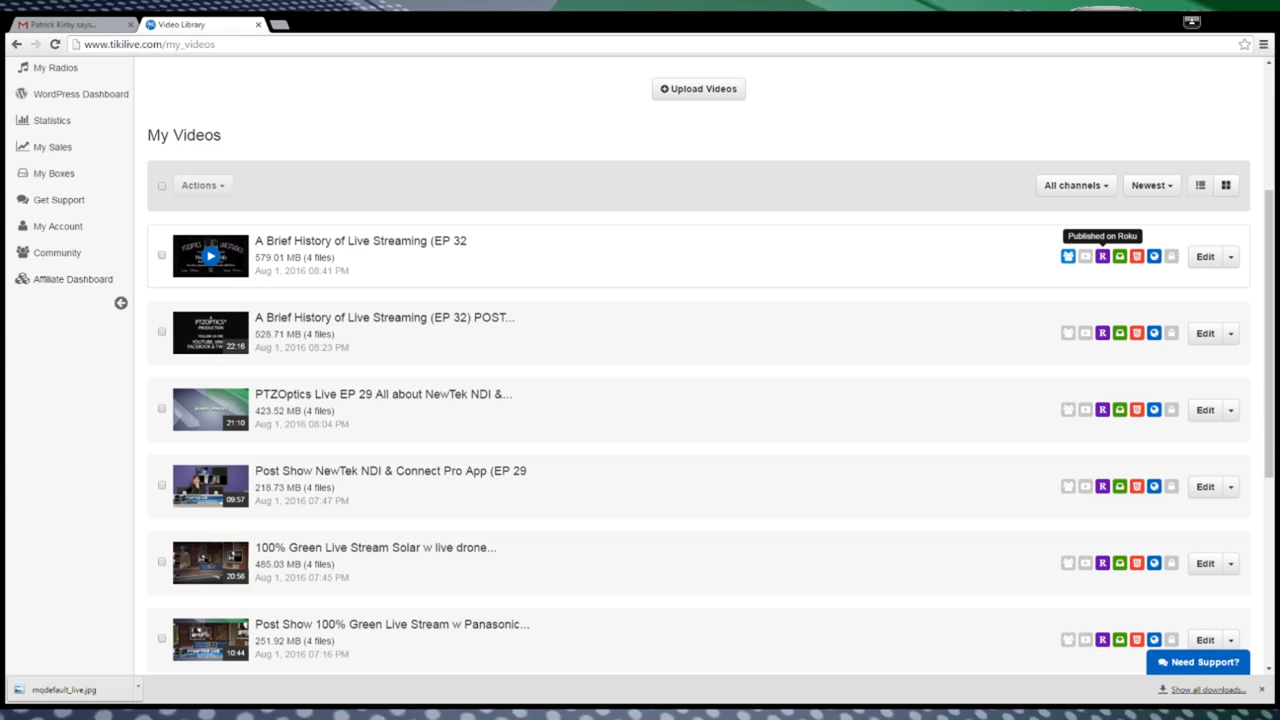 Patrick Kirby says...
Video Library
www.tikilive.com/my_videos
My Radios
WordPress Dashboard
Statistics
My Sales
My Boxes
Get Support
My Account
Community
Affiliate Dashboard
Upload Videos
My Videos
Actions
All channels
Newest
A Brief History of Live Streaming (EP 32
579.01 MB (4 files)
Aug 1, 2016 08:41 PM
Published on Roku
Edit
A Brief History of Live Streaming (EP 32) POST...
528.71 MB (4 files)
Aug 1, 2016 08:23 PM
PTZOPTICS
PRODUCTION
22:16
Edit
PTZOptics Live EP 29 All about NewTek NDI &...
423.52 MB (4 files)
Aug 1, 2016 08:04 PM
21:10
Edit
Post Show NewTek NDI & Connect Pro App (EP 29
218.73 MB (4 files)
Aug 1, 2016 07:47 PM
09:57
Edit
100% Green Live Stream Solar w live drone...
485.03 MB (4 files)
Aug 1, 2016 07:45 PM
20:56
Edit
Post Show 100% Green Live Stream w Panasonic...
251.92 MB (4 files)
Aug 1, 2016 07:16 PM
10:44
Edit
Need Support?
mqdefault_live.jpg
Show all downloads...